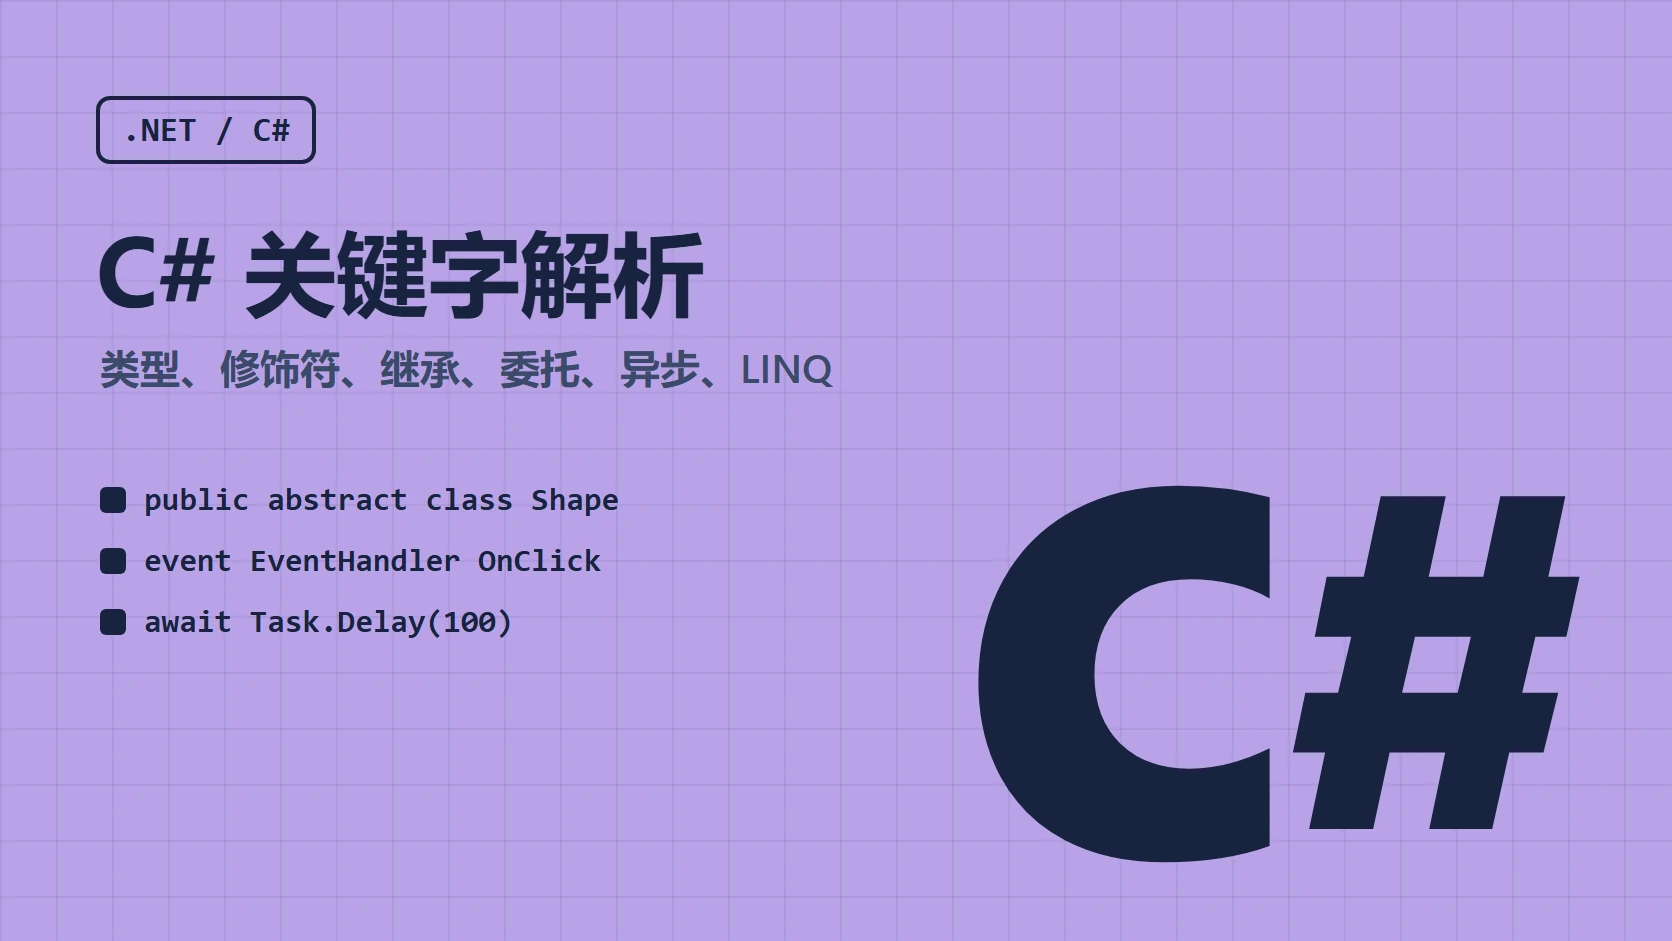 .NET / C#
C# 关键字解析
类型、修饰符、继承、委托、异步、LINQ
public abstract class Shape
event EventHandler OnClick
await Task.Delay(100)
C#